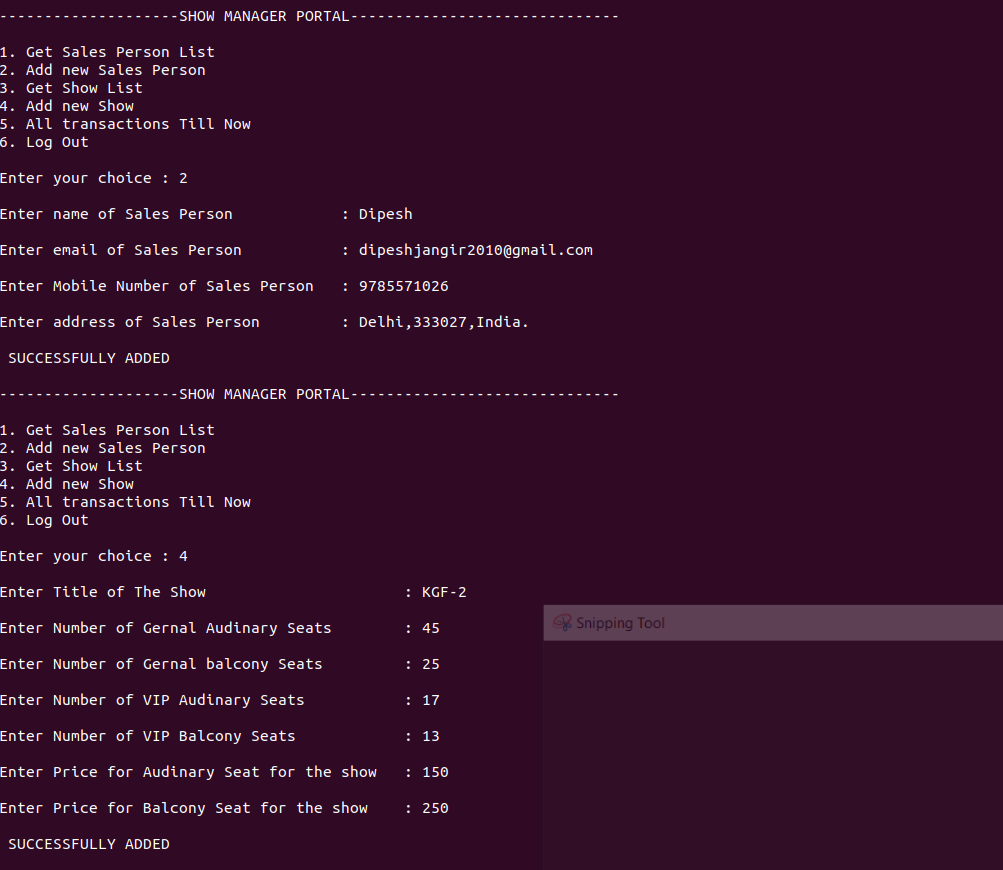 --------------------SHOW MANAGER PORTAL------------------------------
1. Get Sales Person List
2. Add new Sales Person
3. Get Show List
4. Add new Show
5. All transactions Till Now
6. Log Out
Enter your choice : 2
Enter name of Sales Person            : Dipesh
Enter email of Sales Person           : dipeshjangir2010@gmail.com
Enter Mobile Number of Sales Person   : 9785571026
Enter address of Sales Person         : Delhi,333027,India.
 SUCCESSFULLY ADDED
--------------------SHOW MANAGER PORTAL------------------------------
1. Get Sales Person List
2. Add new Sales Person
3. Get Show List
4. Add new Show
5. All transactions Till Now
6. Log Out
Enter your choice : 4
Enter Title of The Show                      : KGF-2
Snipping Tool
Enter Number of Gernal Audinary Seats        : 45
Enter Number of Gernal balcony Seats         : 25
Enter Number of VIP Audinary Seats           : 17
Enter Number of VIP Balcony Seats            : 13
Enter Price for Audinary Seat for the show   : 150
Enter Price for Balcony Seat for the show    : 250
 SUCCESSFULLY ADDED